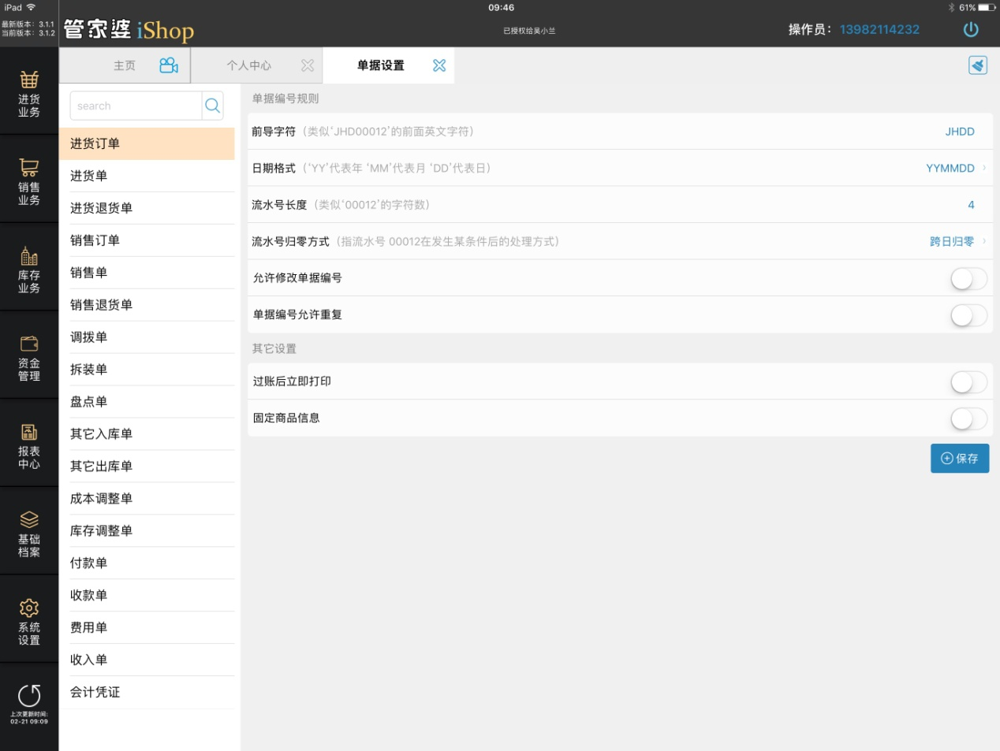 iPad
09:46
61%
最新版本：3.1.1
当前版本：3.1.2
管家婆 iShop
已授权给吴小兰
操作员：13982114232
主页
个人中心
单据设置
进货
业务
销售
业务
库存
业务
资金
管理
报表
中心
基础
档案
系统
设置
上次更新时间:
02-21 09:09
search
进货订单
进货单
进货退货单
销售订单
销售单
销售退货单
调拨单
拆装单
盘点单
其它入库单
其它出库单
成本调整单
库存调整单
付款单
收款单
费用单
收入单
会计凭证
单据编号规则
前导字符（类似‘JHD00012’的前面英文字符） JHDD
日期格式（‘YY’代表年 ‘MM’代表月 ‘DD’代表日） YYMMDD
流水号长度（类似‘00012’的字符数） 4
流水号归零方式（指流水号 00012在发生某条件后的处理方式） 跨日归零
允许修改单据编号
单据编号允许重复
其它设置
过账后立即打印
固定商品信息
保存